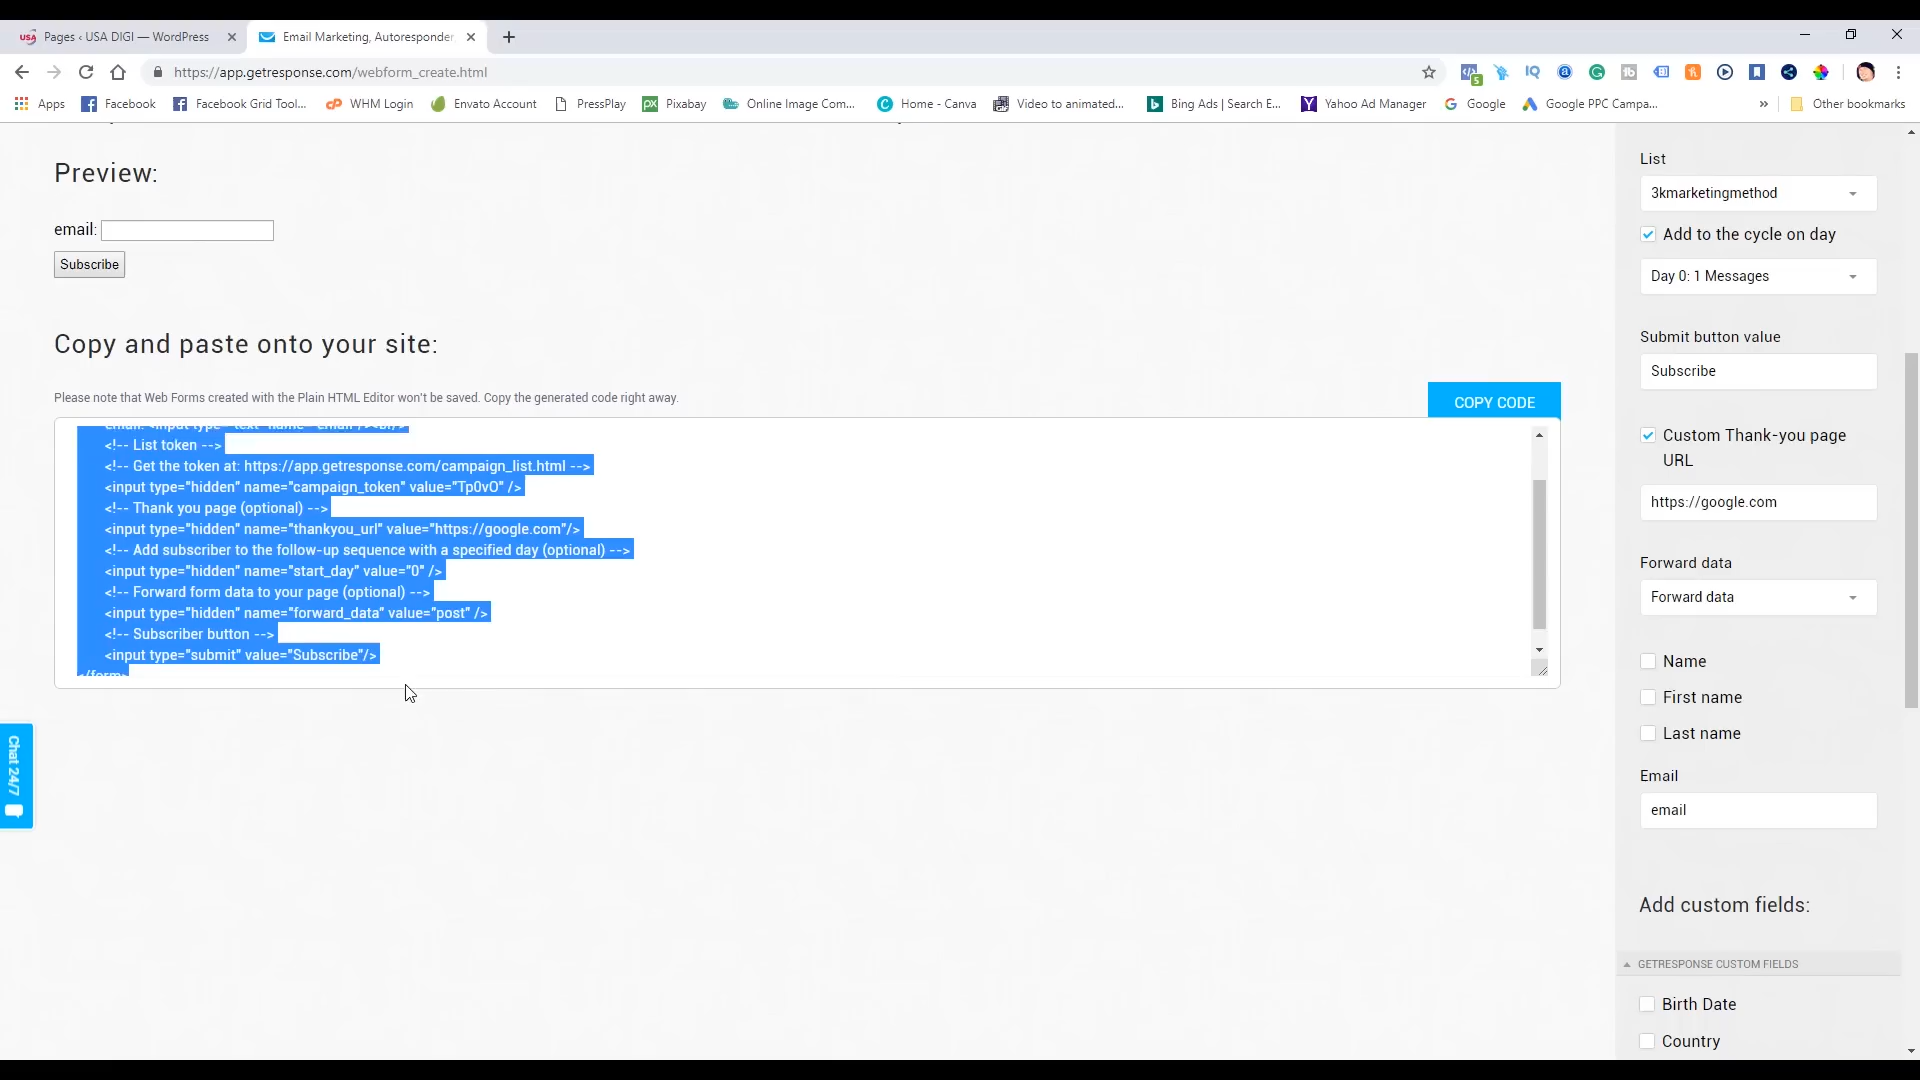 Pages ‹ USA DIGI — WordPress
Email Marketing, Autoresponder
https://app.getresponse.com/webform_create.html
Apps
Facebook
Facebook Grid Tool...
WHM Login
Envato Account
PressPlay
Pixabay
Online Image Com...
Home - Canva
Video to animated...
Bing Ads | Search E...
Yahoo Ad Manager
Google
Google PPC Campa...
»
Other bookmarks
Preview:
email:
Subscribe
Copy and paste onto your site:
Please note that Web Forms created with the Plain HTML Editor won't be saved. Copy the generated code right away.
COPY CODE
email: <input type="text" name="email"/><br/>
<!-- List token -->
<!-- Get the token at: https://app.getresponse.com/campaign_list.html -->
<input type="hidden" name="campaign_token" value="Tp0vO" />
<!-- Thank you page (optional) -->
<input type="hidden" name="thankyou_url" value="https://google.com"/>
<!-- Add subscriber to the follow-up sequence with a specified day (optional) -->
<input type="hidden" name="start_day" value="0" />
<!-- Forward form data to your page (optional) -->
<input type="hidden" name="forward_data" value="post" />
<!-- Subscriber button -->
<input type="submit" value="Subscribe"/>
</form>
Chat 24/7
List
3kmarketingmethod
Add to the cycle on day
Day 0: 1 Messages
Submit button value
Subscribe
Custom Thank-you page
URL
https://google.com
Forward data
Forward data
Name
First name
Last name
Email
email
Add custom fields:
GETRESPONSE CUSTOM FIELDS
Birth Date
Country